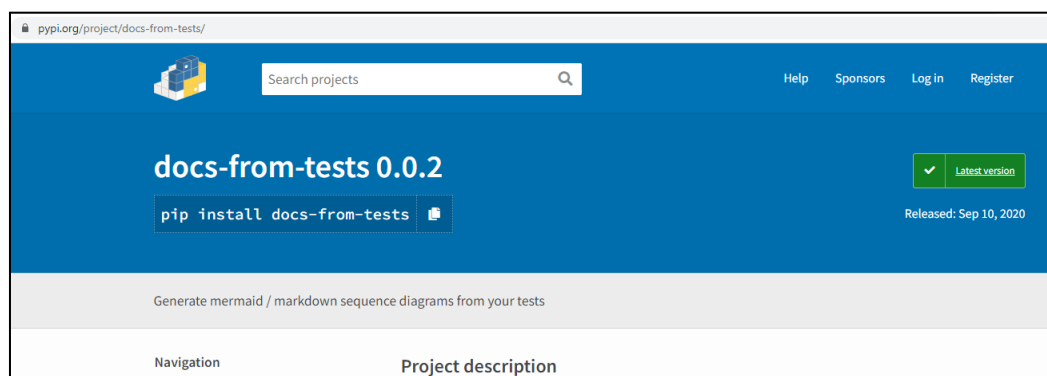 pypi.org/project/docs-from-tests/
Search projects
Help Sponsors Log in Register
docs-from-tests 0.0.2
Latest version
pip install docs-from-tests
Released: Sep 10, 2020
Generate mermaid / markdown sequence diagrams from your tests
Navigation
Project description